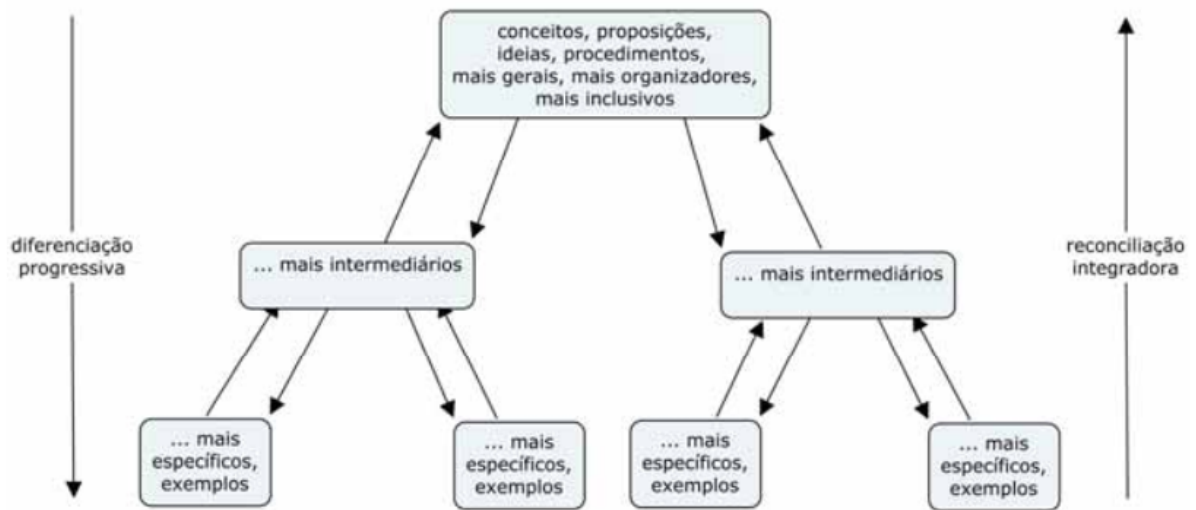 conceitos, proposições,
ideias, procedimentos,
mais gerais, mais organizadores,
mais inclusivos
diferenciação
progressiva
reconciliação
integradora
... mais intermediários
... mais intermediários
... mais
específicos,
exemplos
... mais
específicos,
exemplos
... mais
específicos,
exemplos
... mais
específicos,
exemplos